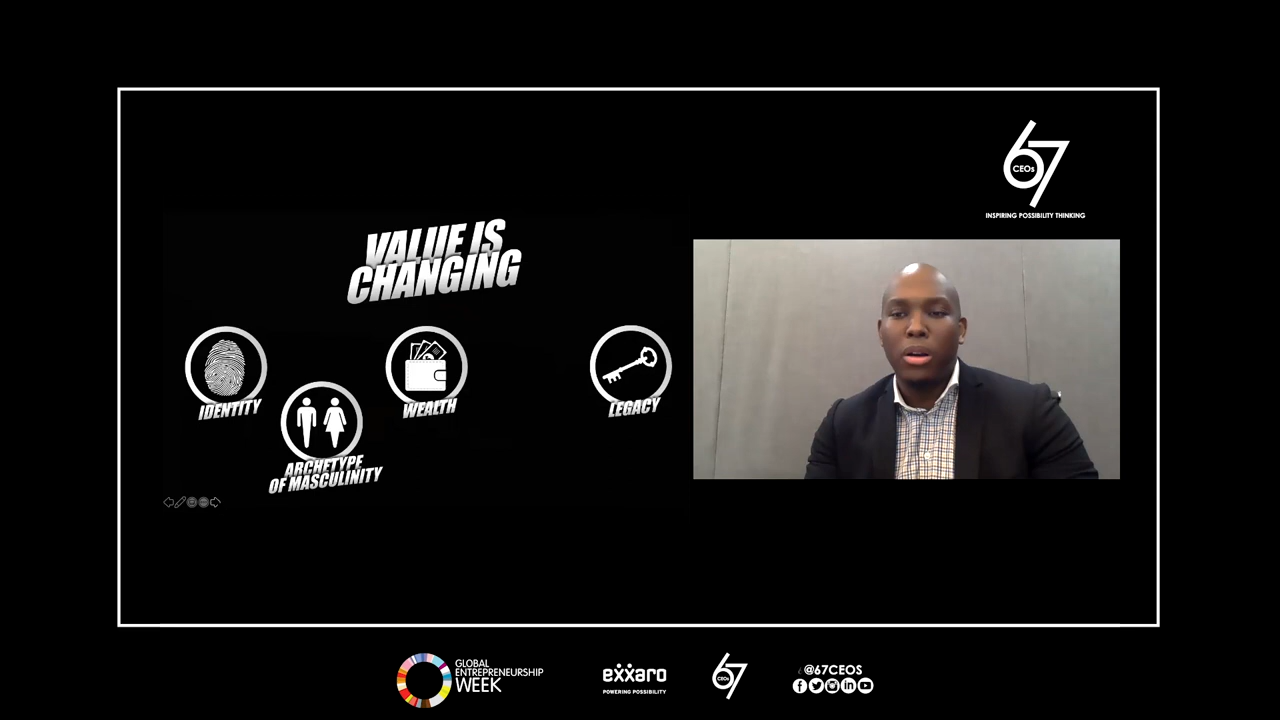 67
CEOs
INSPIRING POSSIBILITY THINKING
VALUE IS
CHANGING
IDENTITY
WEALTH
LEGACY
ARCHETYPE
OF MASCULINITY
GLOBAL
ENTREPRENEURSHIP
WEEK
exxaro
POWERING POSSIBILITY
67
CEOs
@67CEOS